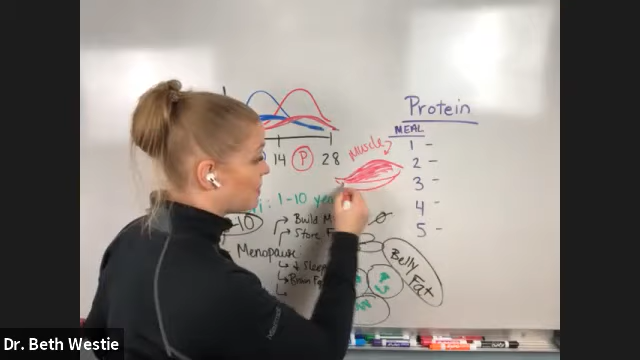 Protein
MEAL
1 -
2 -
3 -
4 -
5 -
14 P 28
Muscle
: 1-10
-10
Build
Store
Menopause
↓ Sleep
Brain
Belly
Fat
Dr. Beth Westie